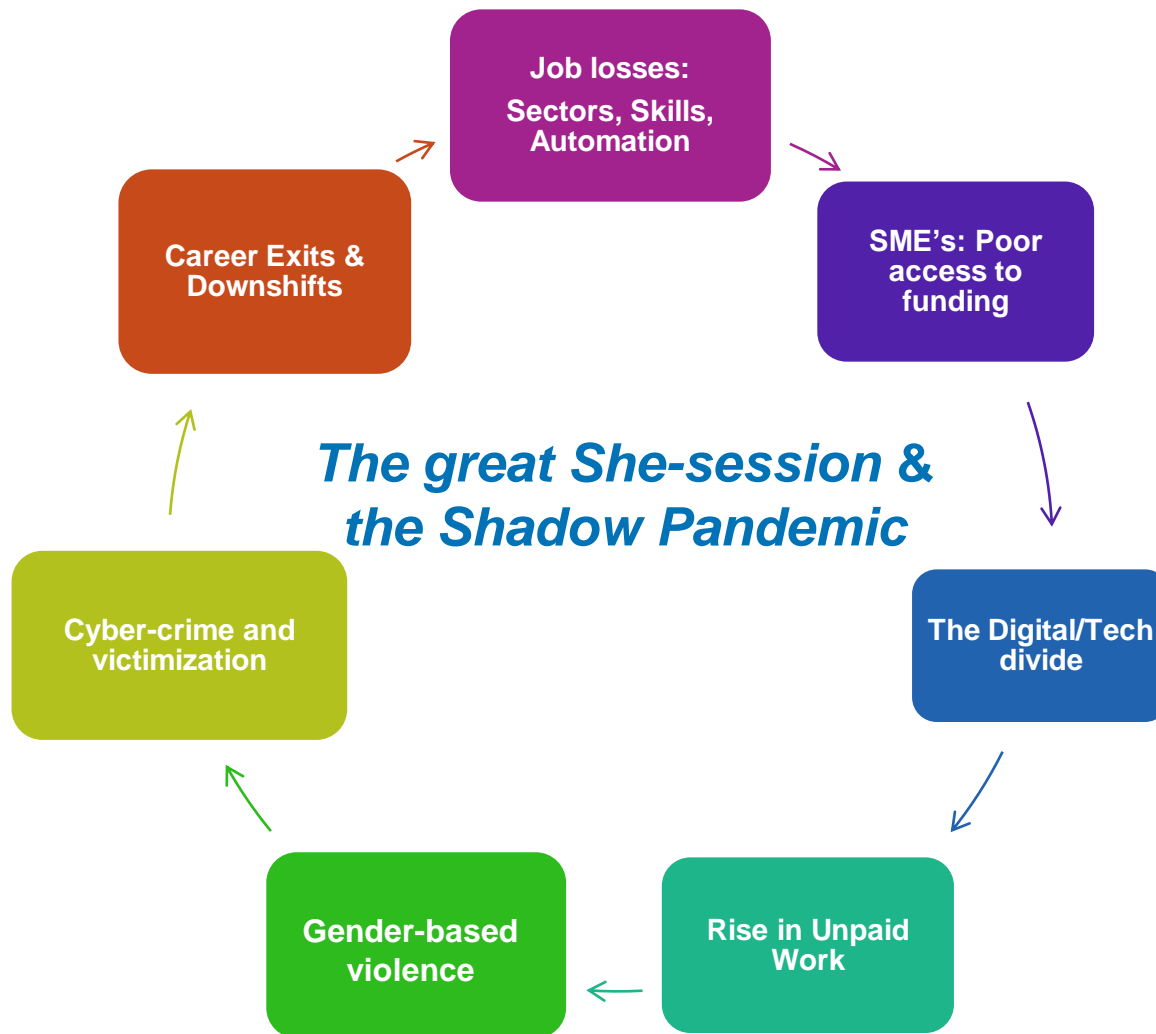 Job losses:
Sectors, Skills,
Automation
SME’s: Poor
access to
funding
The Digital/Tech
divide
Rise in Unpaid
Work
Gender-based
violence
Cyber-crime and
victimization
Career Exits &
Downshifts
The great She-session &
the Shadow Pandemic